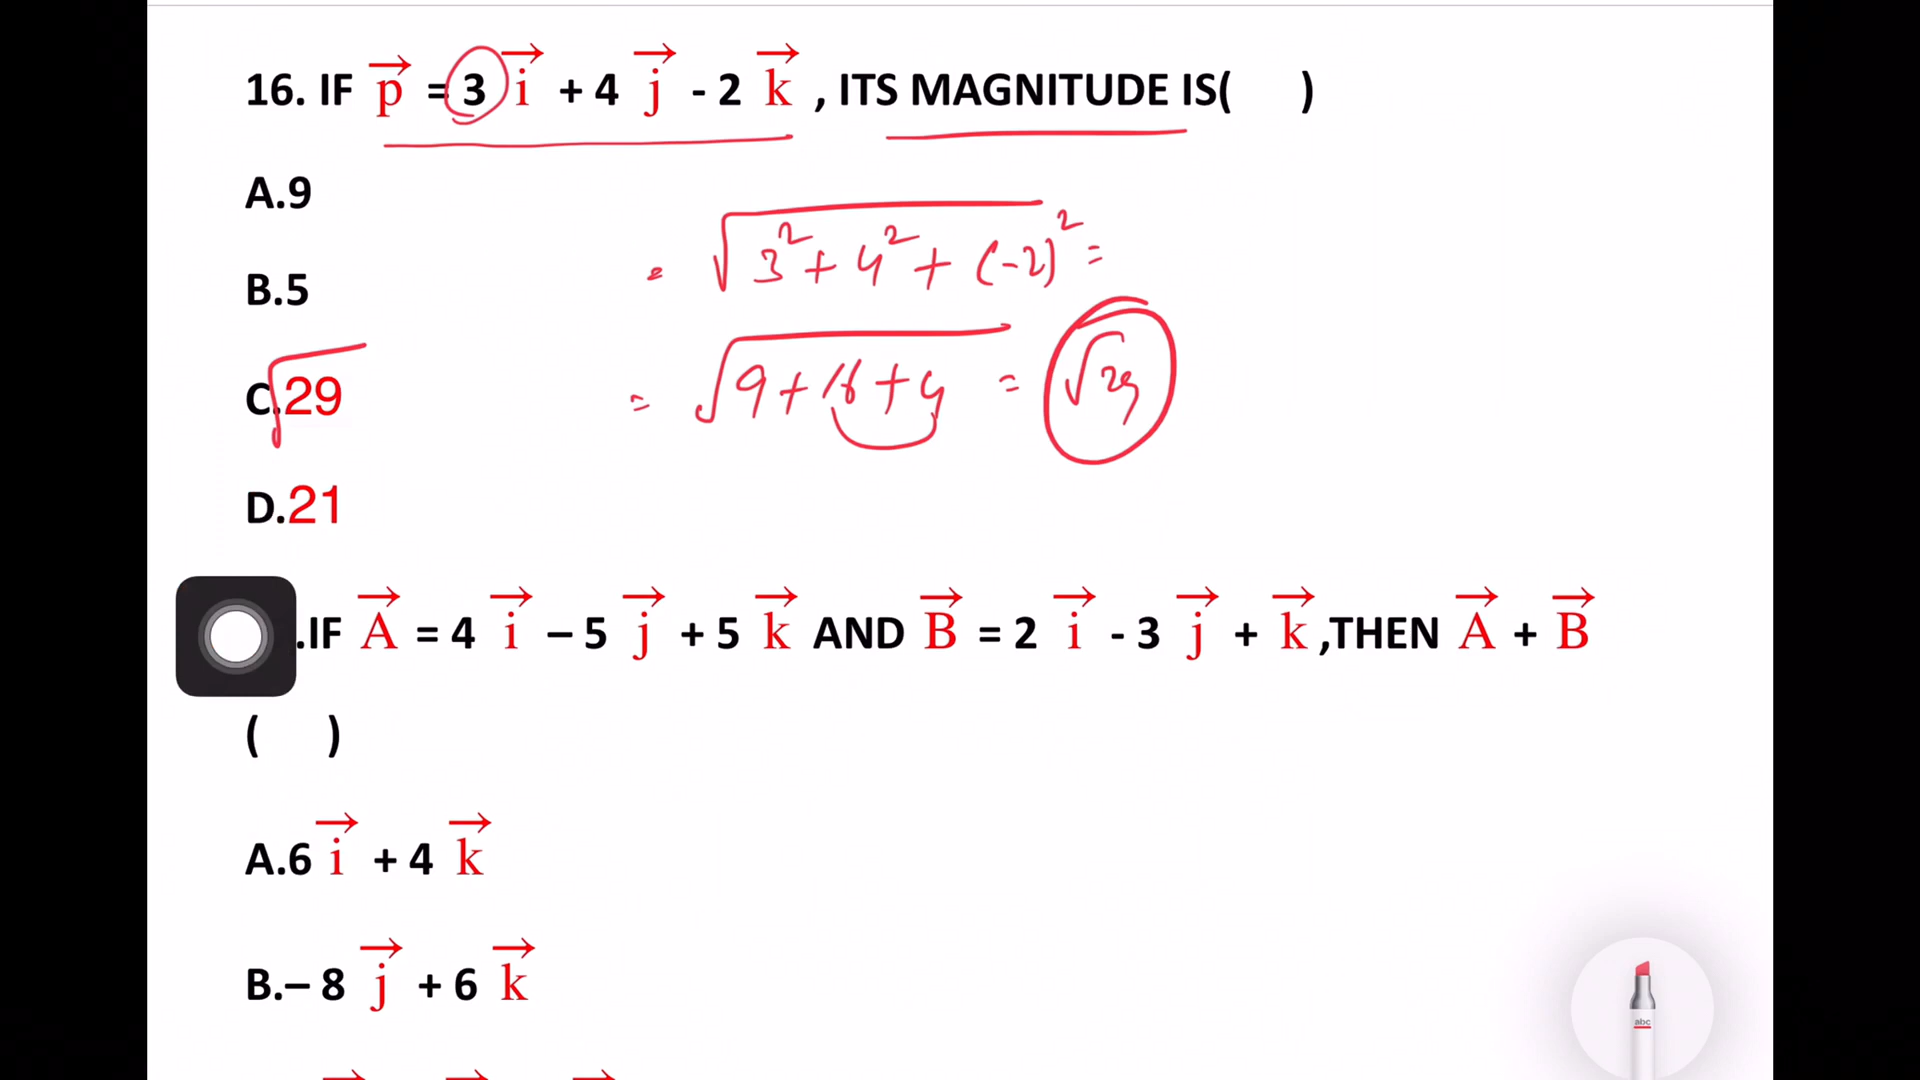 16. IF p⃗ = 3 i⃗ + 4 j⃗ - 2 k⃗ , ITS MAGNITUDE IS( )
A.9
= √3² + 4² + (-2)² =
B.5
= √9 + 16 + 4 = √29
C.√29
D.21
.IF A⃗ = 4 i⃗ – 5 j⃗ + 5 k⃗ AND B⃗ = 2 i⃗ - 3 j⃗ + k⃗ ,THEN A⃗ + B⃗
( )
A.6 i⃗ + 4 k⃗
B.– 8 j⃗ + 6 k⃗
abc